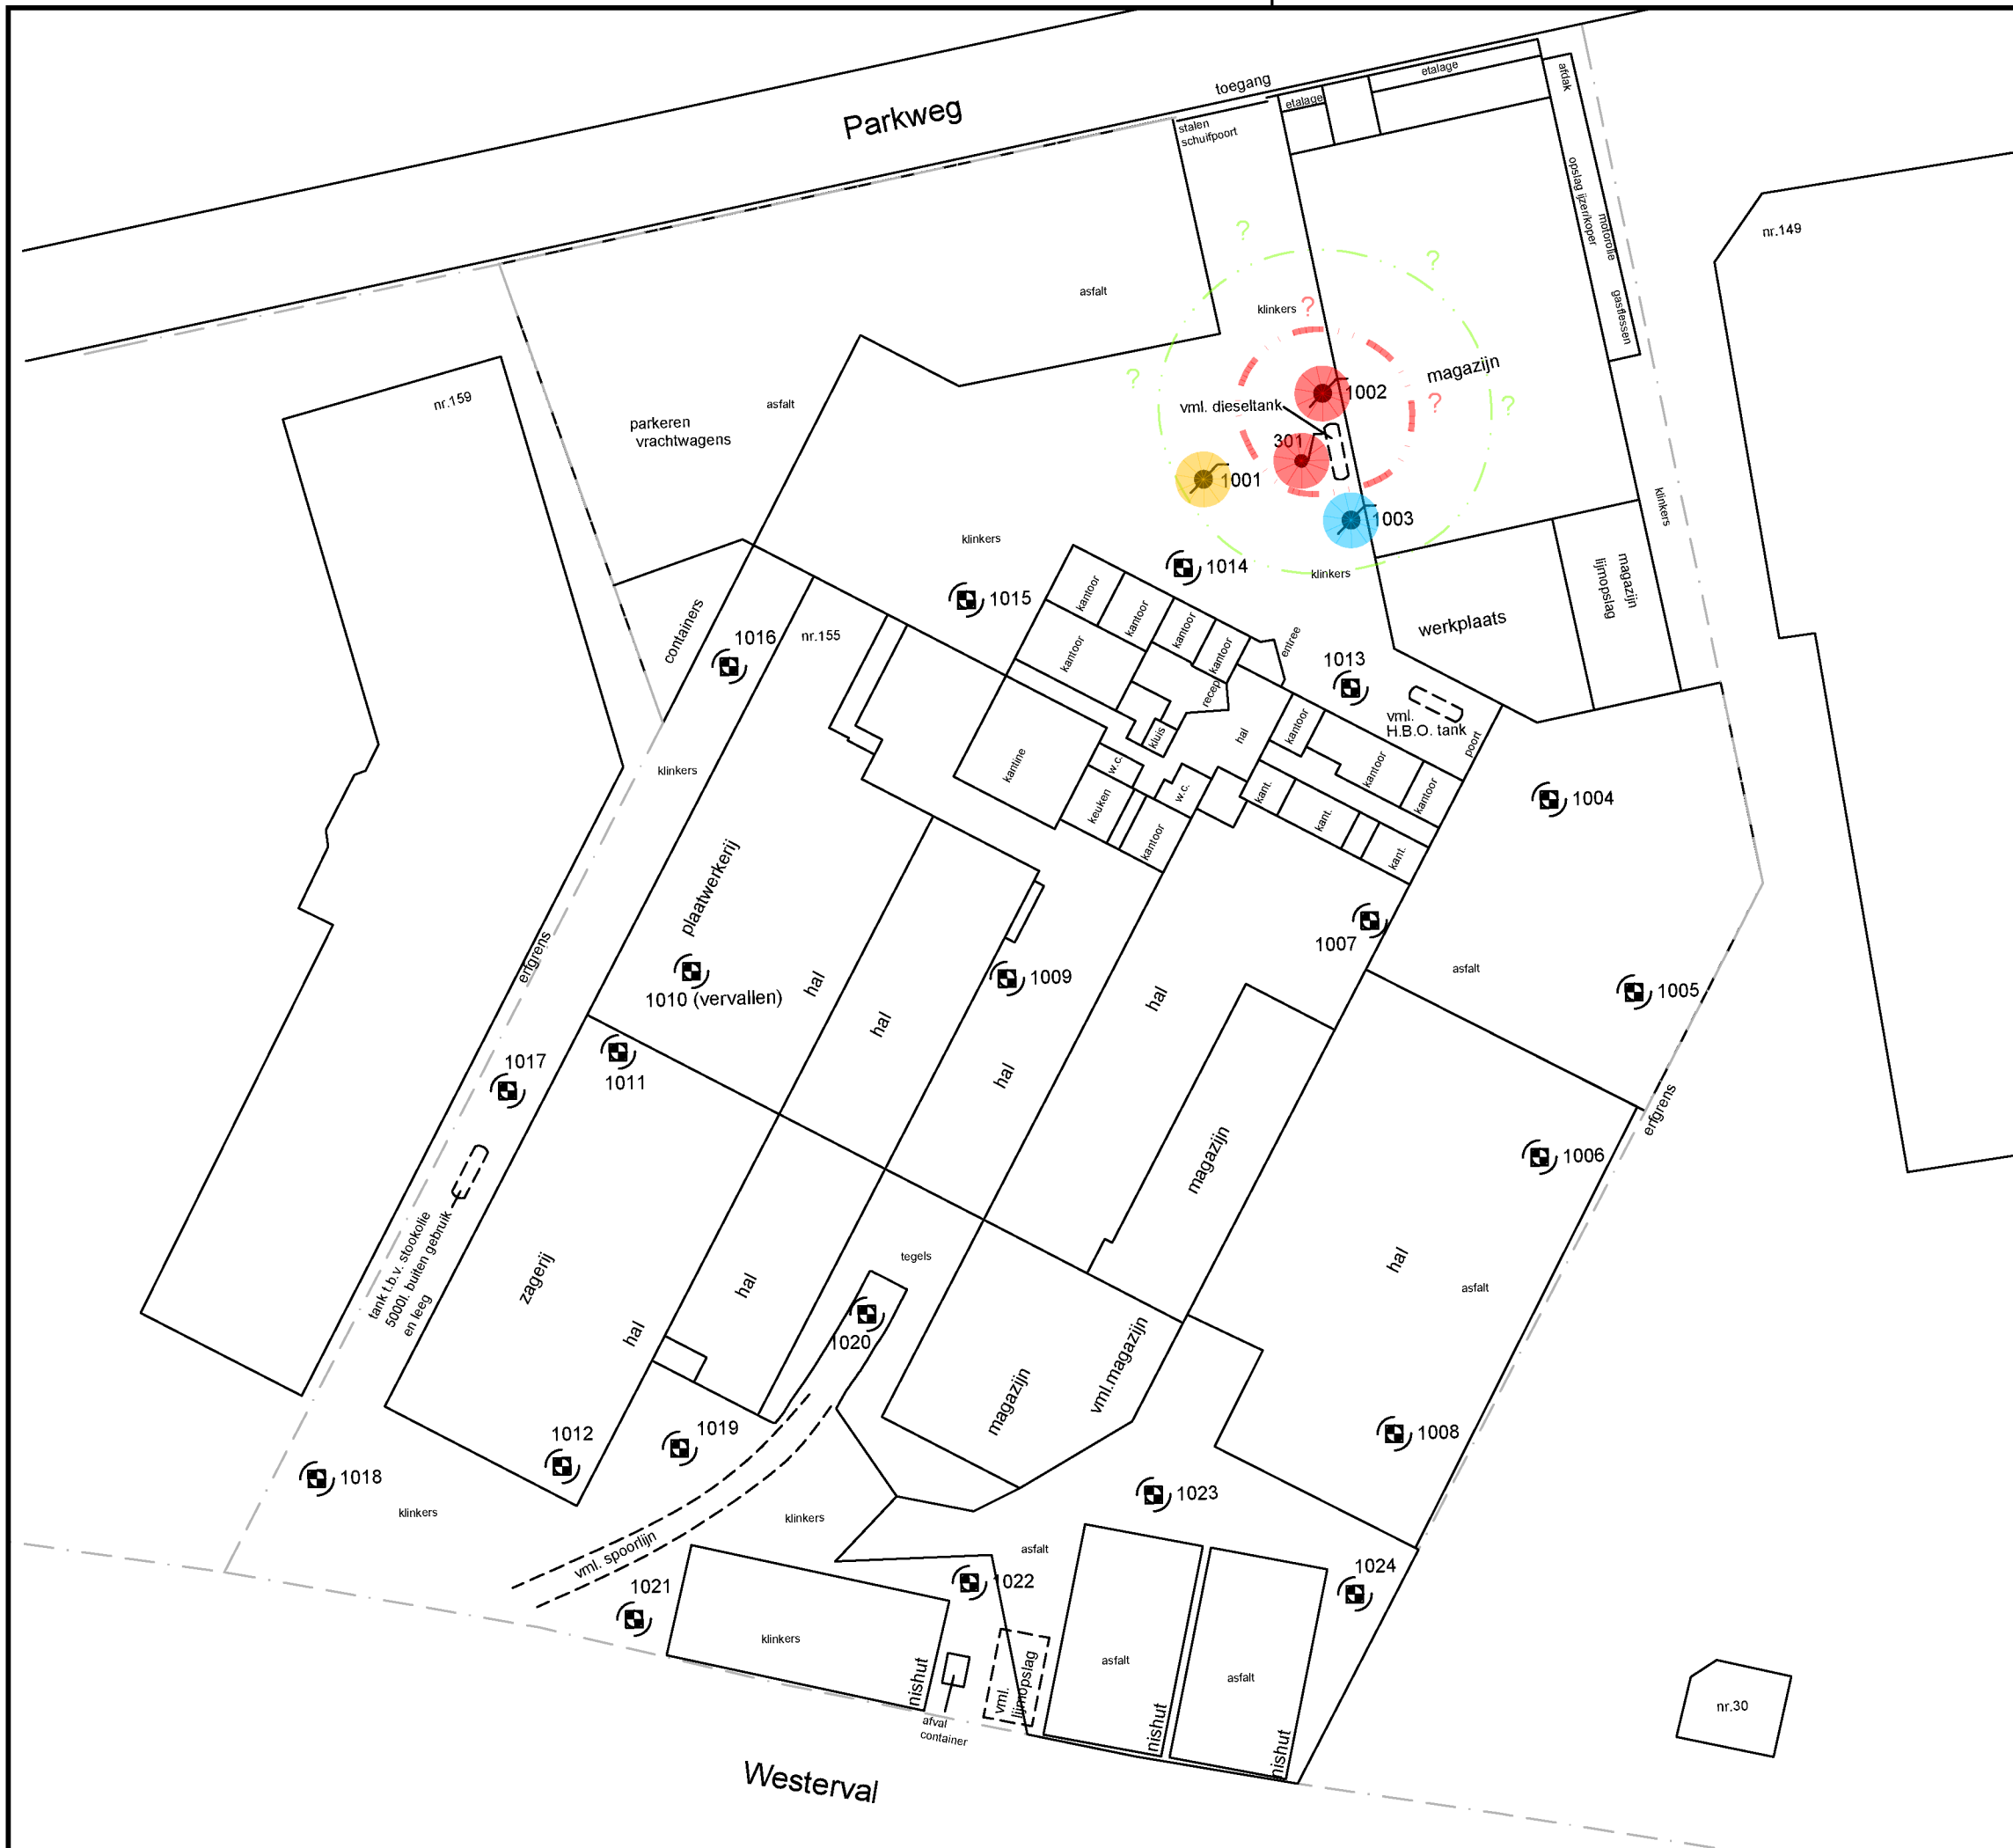 Parkweg
toegang
etalage
etalage
afdak
stalen
schuifpoort
opslag ijzer/koper
motorolie
gasflessen
nr.149
?
?
asfalt
klinkers
?
magazijn
?
?
?
?
1002
vml. dieseltank
301
1001
1003
nr.159
parkeren
vrachtwagens
asfalt
klinkers
klinkers
klinkers
magazijn
lijmopslag
werkplaats
1014
1015
1016
containers
nr.155
kantoor
kantoor
kantoor
kantoor
kantoor
entree
recep
1013
vml.
H.B.O. tank
poort
kluis
hal
kantoor
kantoor
kantoor
kantine
w.c.
w.c.
keuken
kantoor
kant.
kant.
kant.
klinkers
1004
plaatwerkerij
erfgrens
1010 (vervallen)
hal
hal
1009
hal
hal
1007
asfalt
1005
1017
1011
erfgrens
1006
magazijn
tank t.b.v. stookolie
5000l. buiten gebruik
en leeg
zagerij
hal
hal
tegels
1020
hal
asfalt
magazijn
vml.magazijn
1012
1019
1018
klinkers
1008
1023
klinkers
vml. spoorlijn
asfalt
1021
1022
1024
klinkers
nishut
vml.
lijmopslag
asfalt
nishut
asfalt
nishut
afval
container
nr.30
Westerval